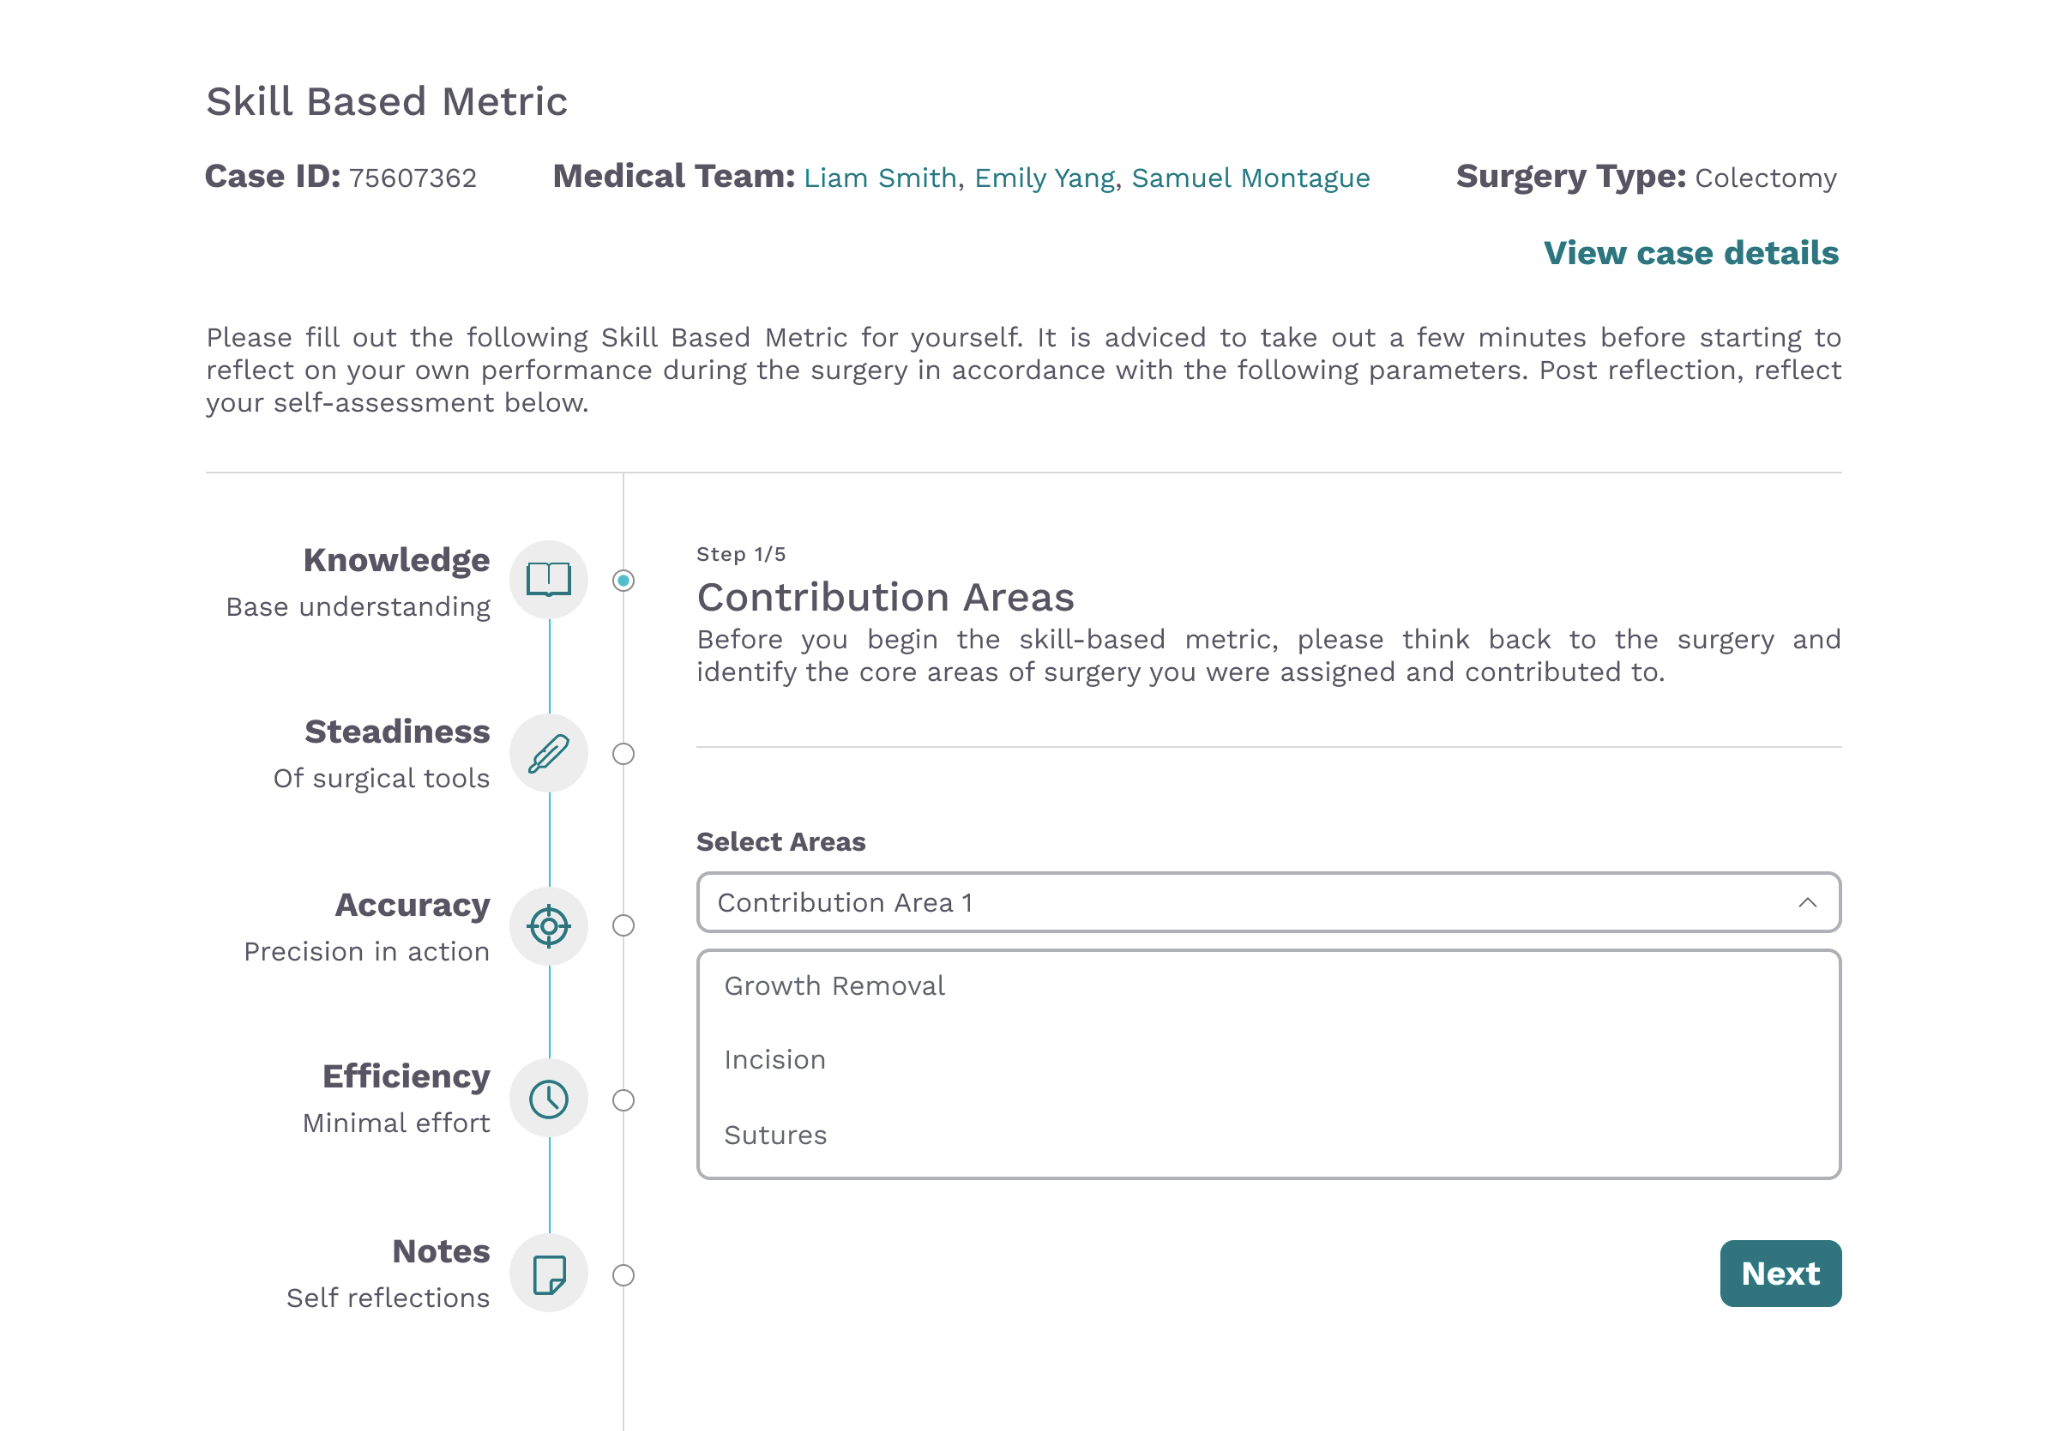 Skill Based Metric
Case ID: 75607362 Medical Team: Liam Smith, Emily Yang, Samuel Montague Surgery Type: Colectomy
View case details
Please fill out the following Skill Based Metric for yourself. It is adviced to take out a few minutes before starting to
reflect on your own performance during the surgery in accordance with the following parameters. Post reflection, reflect
your self-assessment below.
Knowledge
Base understanding
Steadiness
Of surgical tools
Accuracy
Precision in action
Efficiency
Minimal effort
Notes
Self reflections
Step 1/5
Contribution Areas
Before you begin the skill-based metric, please think back to the surgery and
identify the core areas of surgery you were assigned and contributed to.
Select Areas
Contribution Area 1
Growth Removal
Incision
Sutures
Next